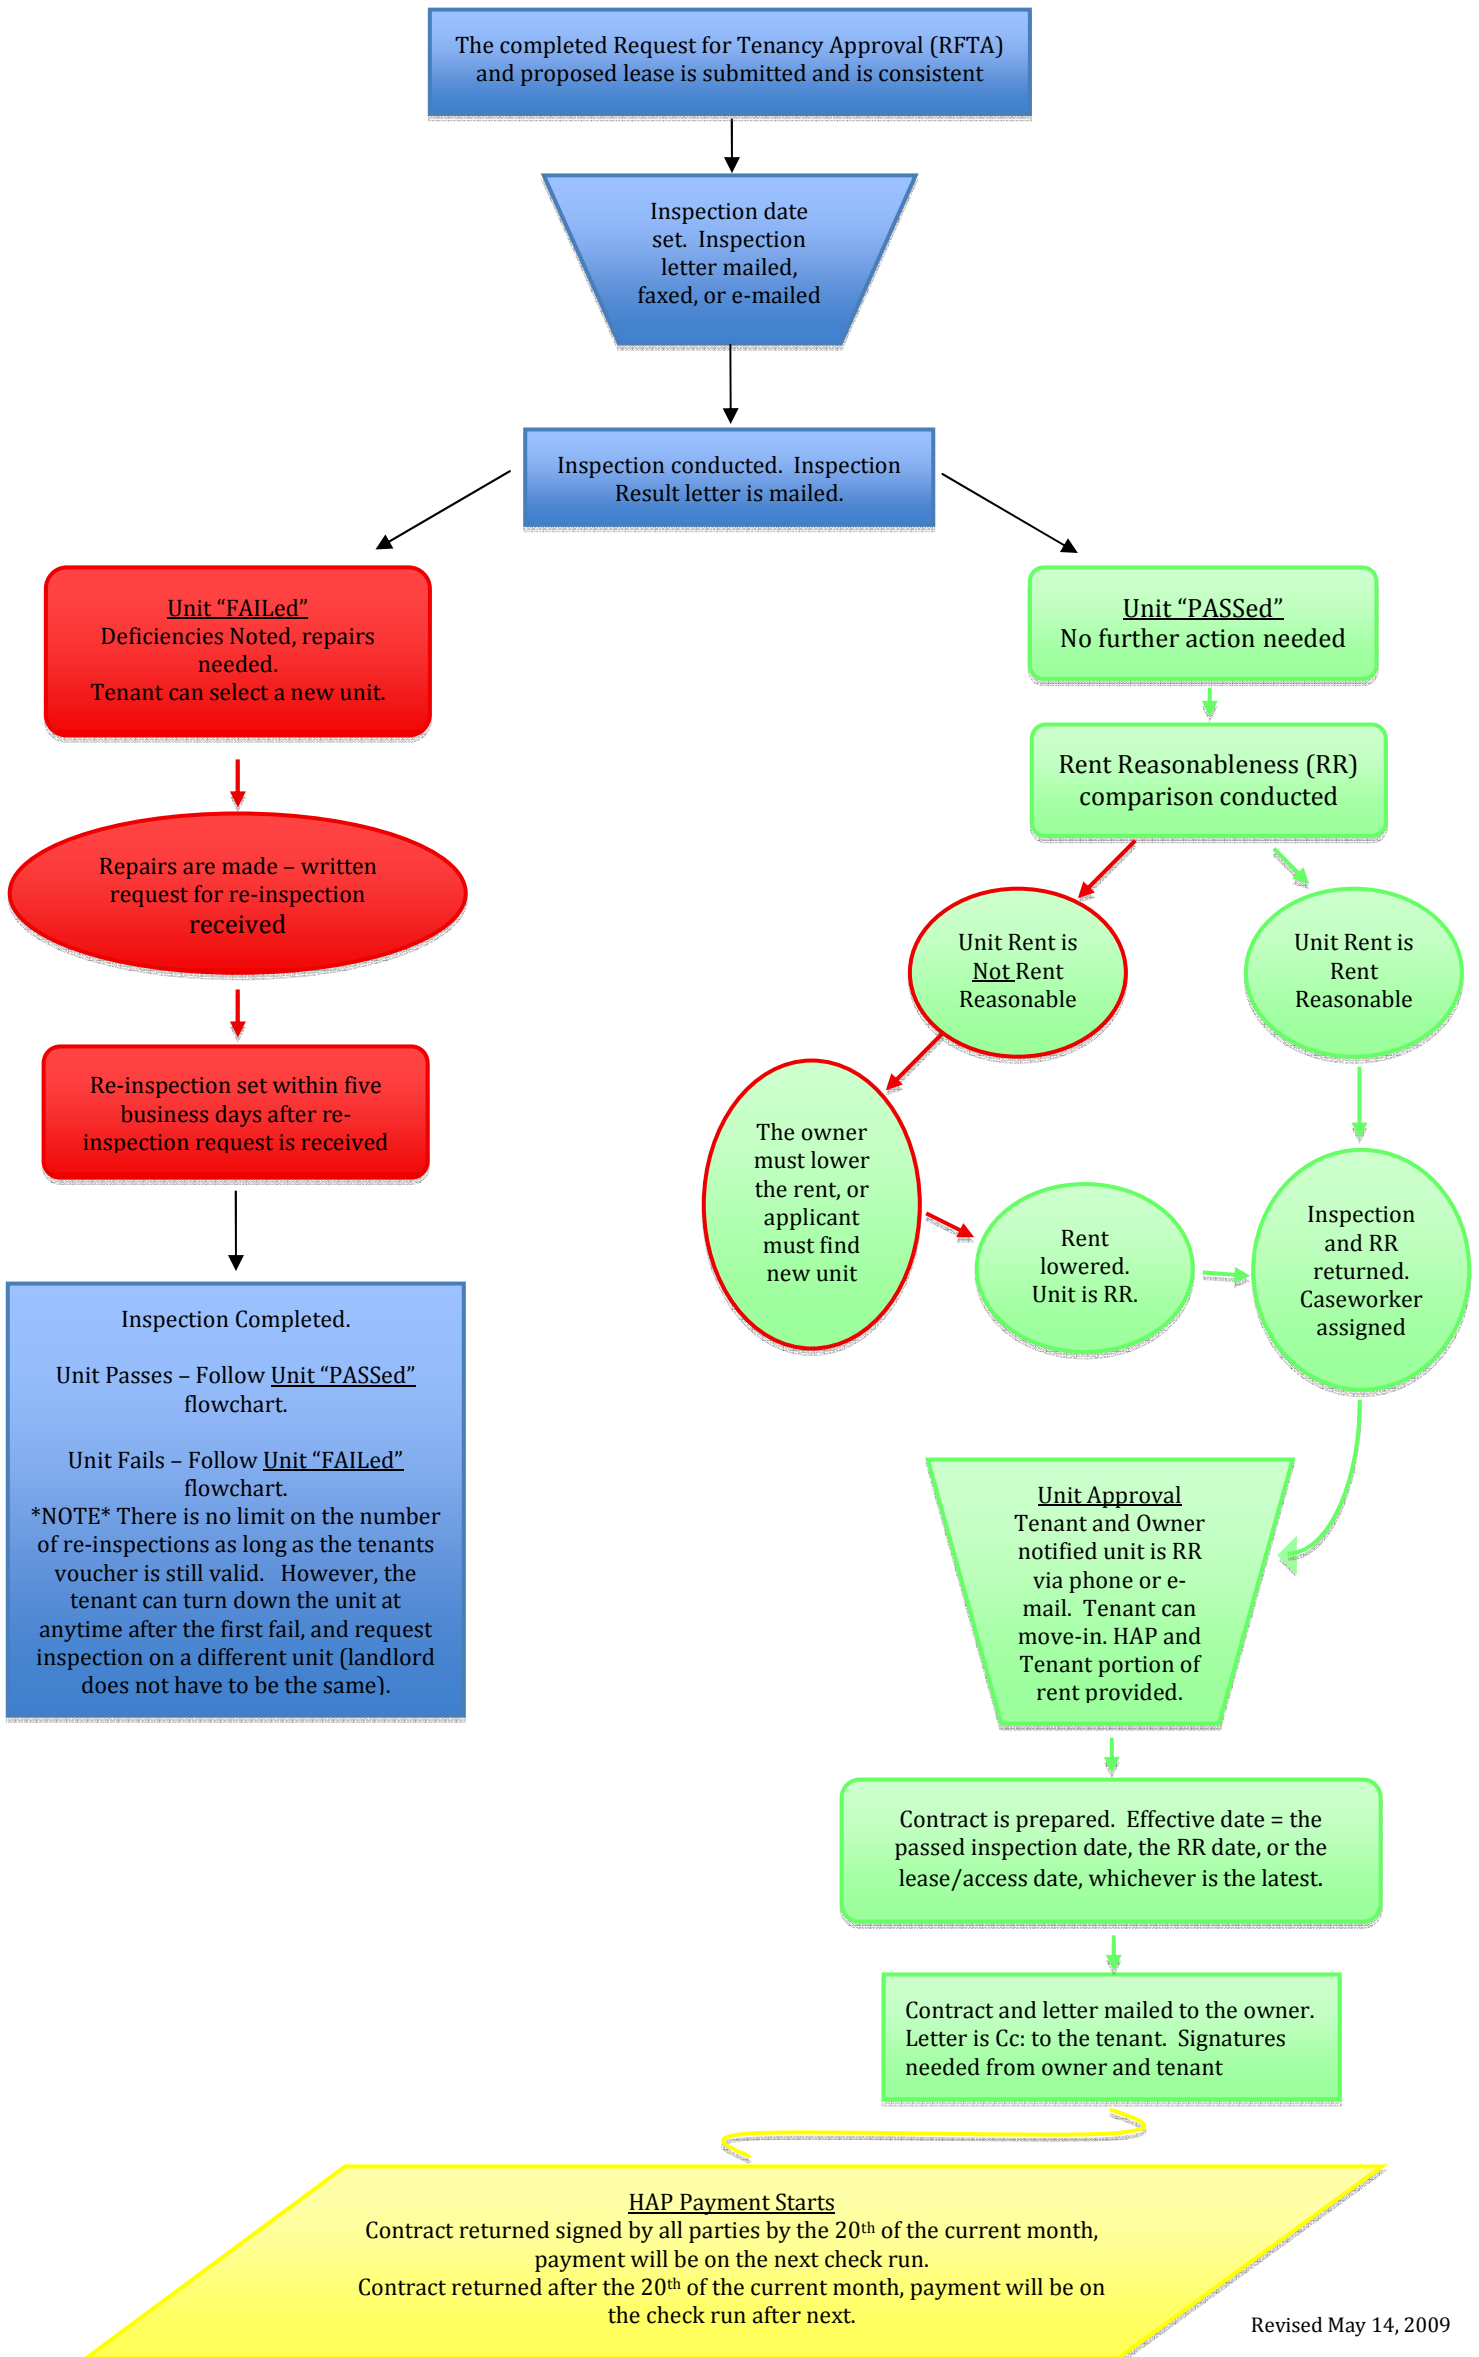 The completed Request for Tenancy Approval (RFTA)
and proposed lease is submitted and is consistent
Inspection date
set.  Inspection
letter mailed,
faxed, or e-mailed
Inspection conducted.  Inspection
Result letter is mailed.
Unit “FAILed”
Deficiencies Noted, repairs
needed.
Tenant can select a new unit.
Repairs are made – written
request for re-inspection
received
Re-inspection set within five
business days after re-
inspection request is received
Inspection Completed.
Unit Passes – Follow Unit “PASSed”
flowchart.
Unit Fails – Follow Unit “FAILed”
flowchart.
*NOTE* There is no limit on the number
of re-inspections as long as the tenants
voucher is still valid.   However, the
tenant can turn down the unit at
anytime after the first fail, and request
inspection on a different unit (landlord
does not have to be the same).
Unit “PASSed”
No further action needed
Rent Reasonableness (RR)
comparison conducted
Unit Rent is
Not Rent
Reasonable
Unit Rent is
Rent
Reasonable
The owner
must lower
the rent, or
applicant
must find
new unit
Rent
lowered.
Unit is RR.
Inspection
and RR
returned.
Caseworker
assigned
Unit Approval
Tenant and Owner
notified unit is RR
via phone or e-
mail.  Tenant can
move-in. HAP and
Tenant portion of
rent provided.
Contract is prepared.  Effective date = the
passed inspection date, the RR date, or the
lease/access date, whichever is the latest.
Contract and letter mailed to the owner.
Letter is Cc: to the tenant.  Signatures
needed from owner and tenant
HAP Payment Starts
Contract returned signed by all parties by the 20th of the current month,
payment will be on the next check run.
Contract returned after the 20th of the current month, payment will be on
the check run after next.
Revised May 14, 2009